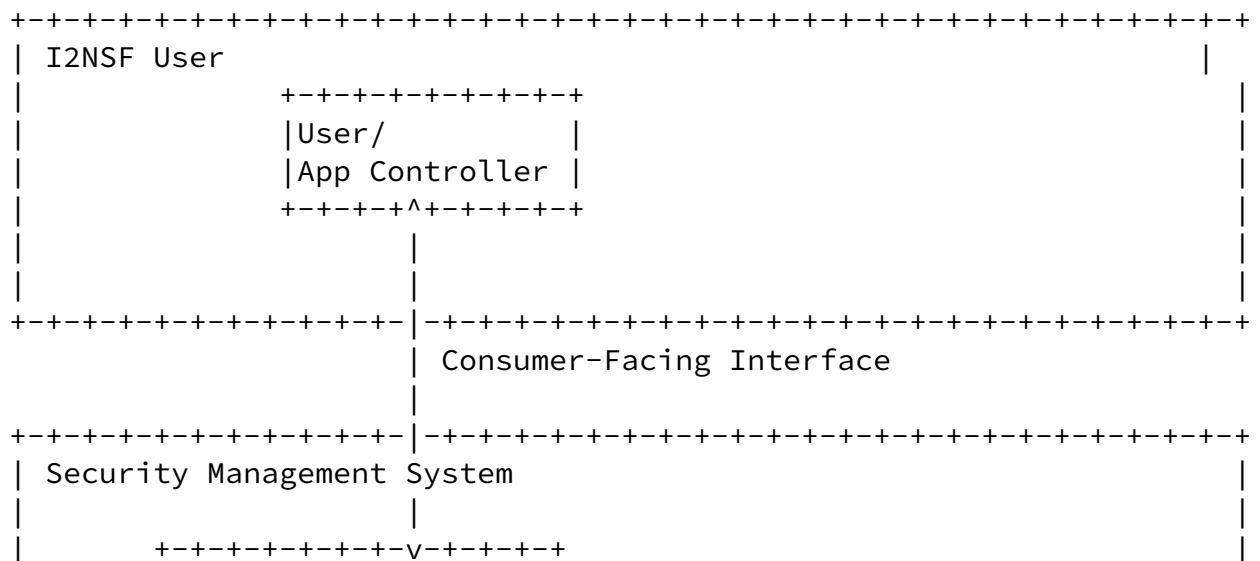 +-+-+-+-+-+-+-+-+-+-+-+-+-+-+-+-+-+-+-+-+-+-+-+-+-+-+-+-+-+-+-+-+-+-+
| I2NSF User                                                      |
|              +-+-+-+-+-+-+-+-+                                    |
|              |User/          |                                    |
|              |App Controller |                                    |
|              +-+-+-+^+-+-+-+-+                                    |
|                     |                                             |
|                     |                                             |
+-+-+-+-+-+-+-+-+-+-+-|-+-+-+-+-+-+-+-+-+-+-+-+-+-+-+-+-+-+-+-+-+-+-+
                      | Consumer-Facing Interface
                      |
+-+-+-+-+-+-+-+-+-+-+-|-+-+-+-+-+-+-+-+-+-+-+-+-+-+-+-+-+-+-+-+-+-+-+
| Security Management System                                        |
|                     |                                             |
|       +-+-+-+-+-+-+-v-+-+-+-+                                     |